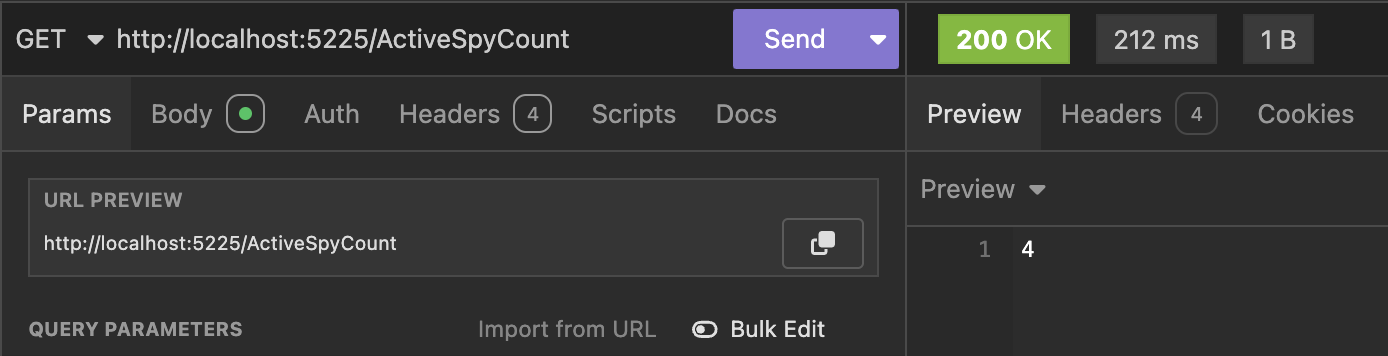 GET http://localhost:5225/ActiveSpyCount Send
200 OK 212 ms 1 B
Params Body Auth Headers 4 Scripts Docs
Preview Headers 4 Cookies
URL PREVIEW
http://localhost:5225/ActiveSpyCount
QUERY PARAMETERS Import from URL Bulk Edit
Preview
1 4